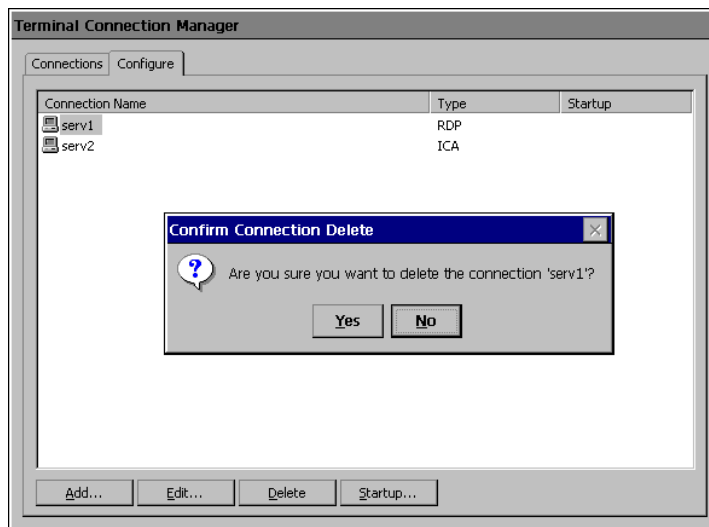 Terminal Connection Manager
Connections Configure
Connection Name Type Startup
serv1 RDP
serv2 ICA
Confirm Connection Delete
Are you sure you want to delete the connection 'serv1'?
Yes No
Add... Edit... Delete Startup...